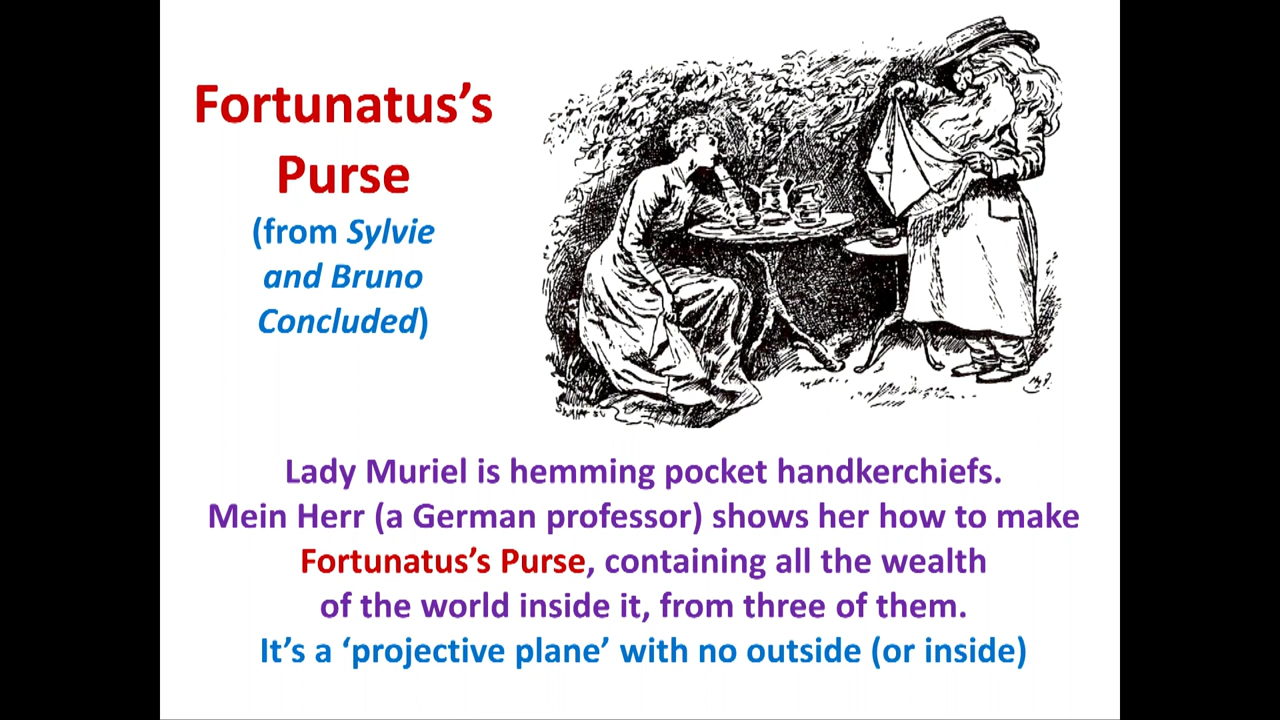 Fortunatus’s
Purse
(from Sylvie
and Bruno
Concluded)
Lady Muriel is hemming pocket handkerchiefs.
Mein Herr (a German professor) shows her how to make
Fortunatus’s Purse, containing all the wealth
of the world inside it, from three of them.
It’s a ‘projective plane’ with no outside (or inside)